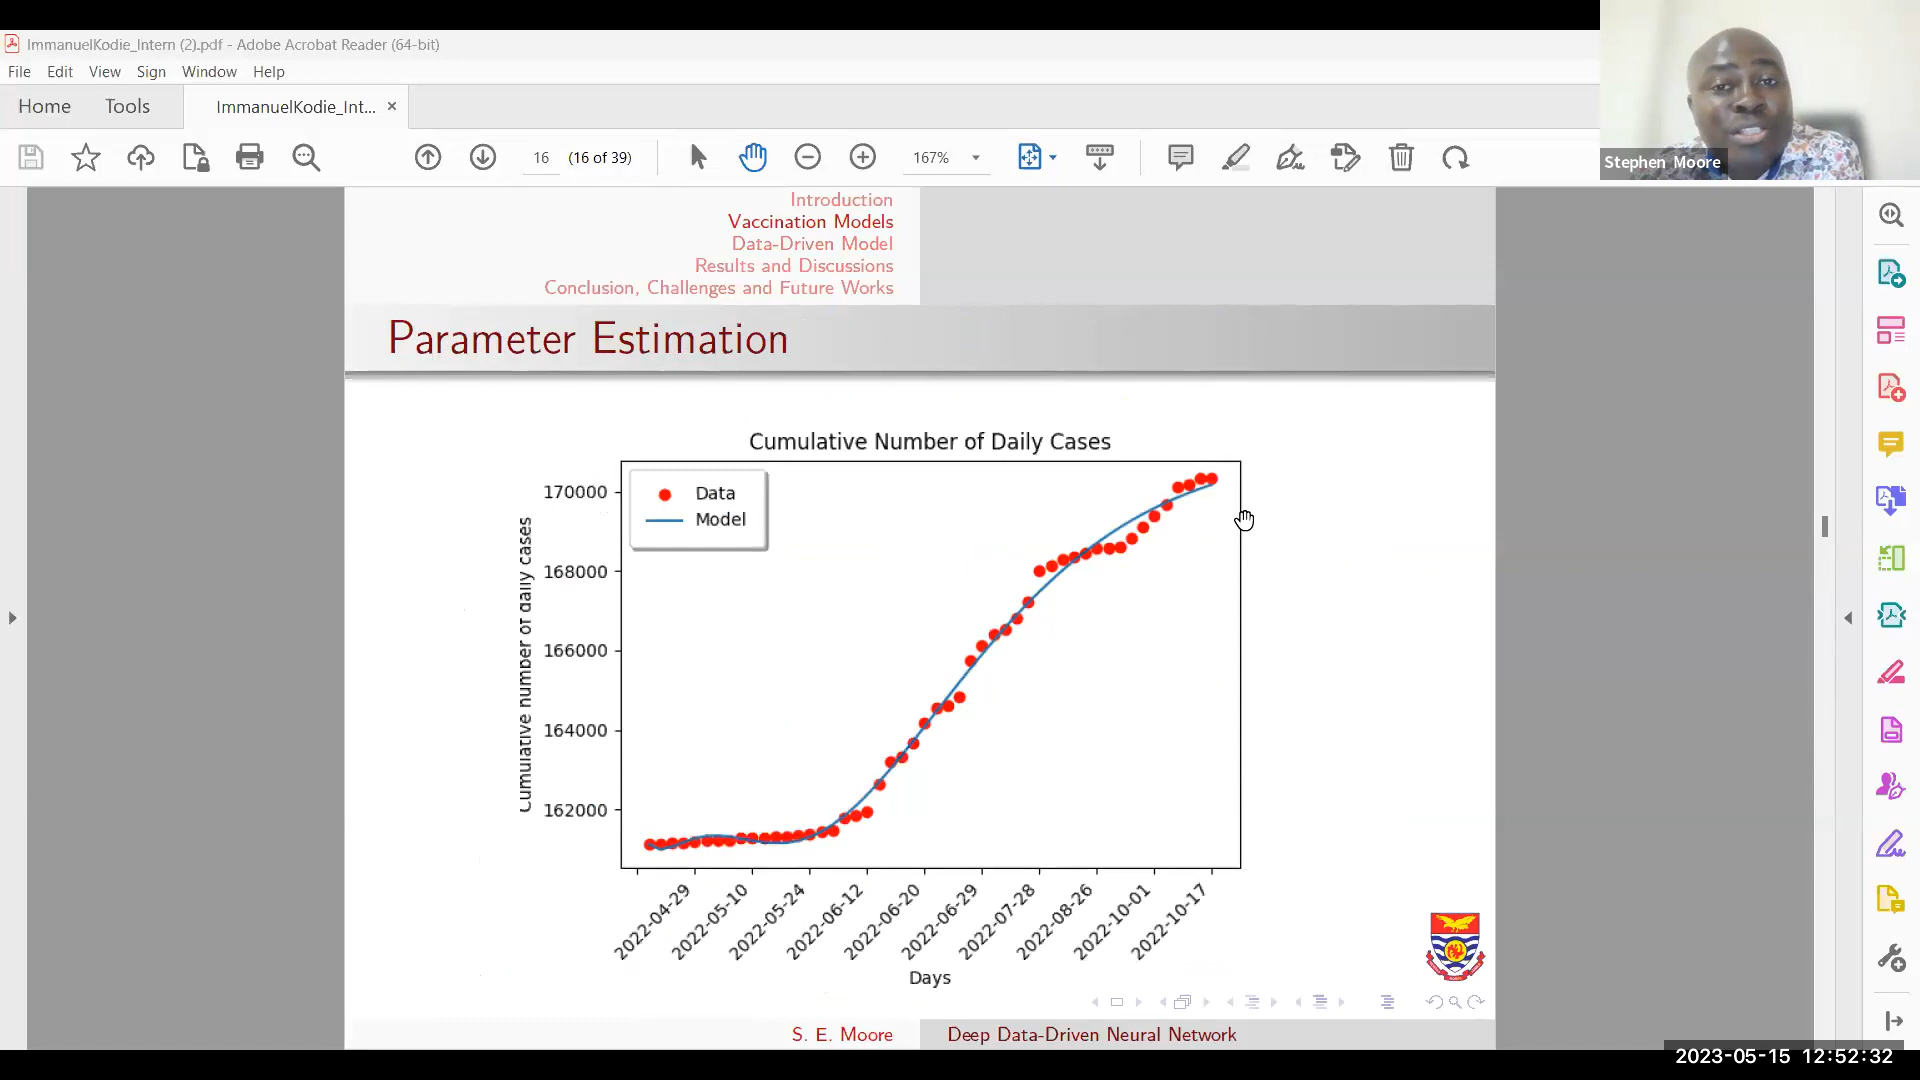 ImmanuelKodie_Intern (2).pdf - Adobe Acrobat Reader (64-bit)
File Edit View Sign Window Help
Home Tools ImmanuelKodie_Int... ×
16 (16 of 39) 167%
Stephen Moore
Introduction
Vaccination Models
Data-Driven Model
Results and Discussions
Conclusion, Challenges and Future Works
Parameter Estimation
Cumulative Number of Daily Cases
Data
Model
170000
168000
166000
164000
162000
Cumulative number of daily cases
2022-04-29
2022-05-10
2022-05-24
2022-06-12
2022-06-20
2022-06-29
2022-07-28
2022-08-26
2022-10-01
2022-10-17
Days
S. E. Moore Deep Data-Driven Neural Network
2023-05-15 12:52:32